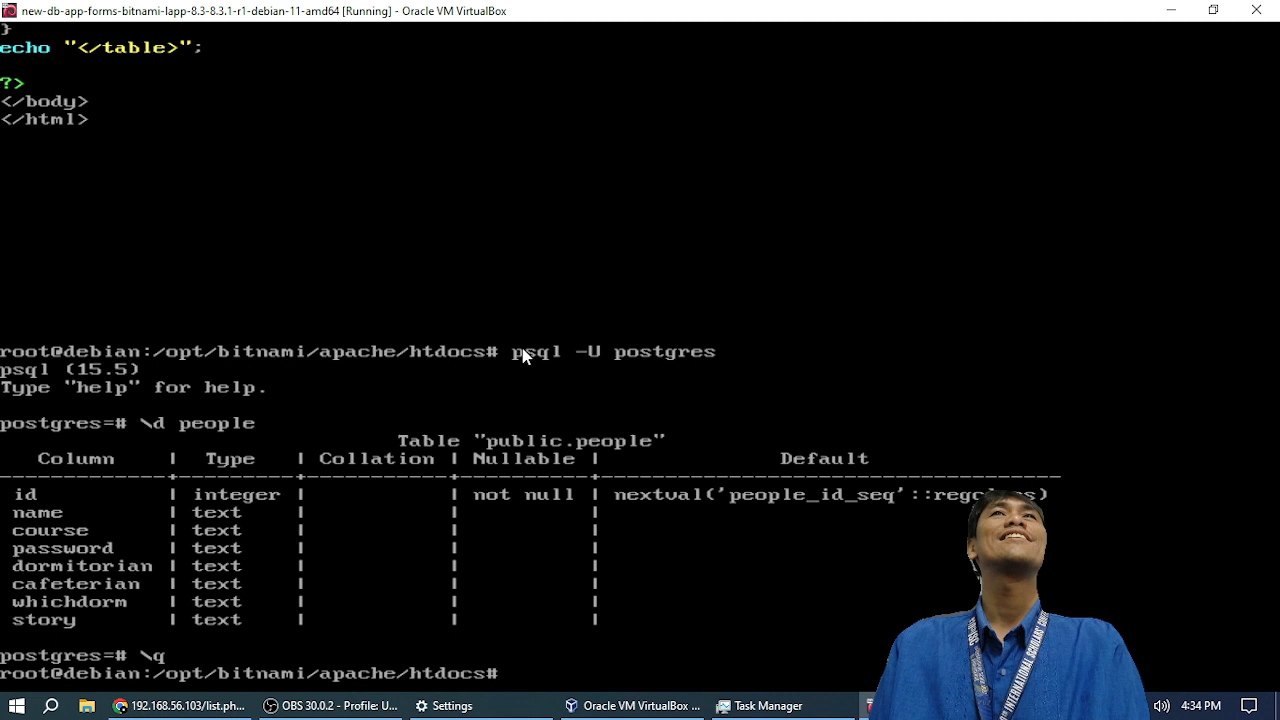 new-db-app-forms-bitnami-lapp-8.3-8.3.1-r1-debian-11-amd64 [Running] - Oracle VM VirtualBox
}
echo "</table>";
?>
</body>
</html>
root@debian:/opt/bitnami/apache/htdocs# psql -U postgres
psql (15.5)
Type "help" for help.
postgres=# \d people
Table "public.people"
Column | Type | Collation | Nullable | Default
------------+---------+-----------+----------+------------------------------------
id | integer | | not null | nextval('people_id_seq'::regclass)
name | text | | |
course | text | | |
password | text | | |
dormitorian | text | | |
cafeterian | text | | |
whichdorm | text | | |
story | text | | |
postgres=# \q
root@debian:/opt/bitnami/apache/htdocs#
192.168.56.103/list.ph... OBS 30.0.2 - Profile: U... Settings Oracle VM VirtualBox ... Task Manager 4:34 PM